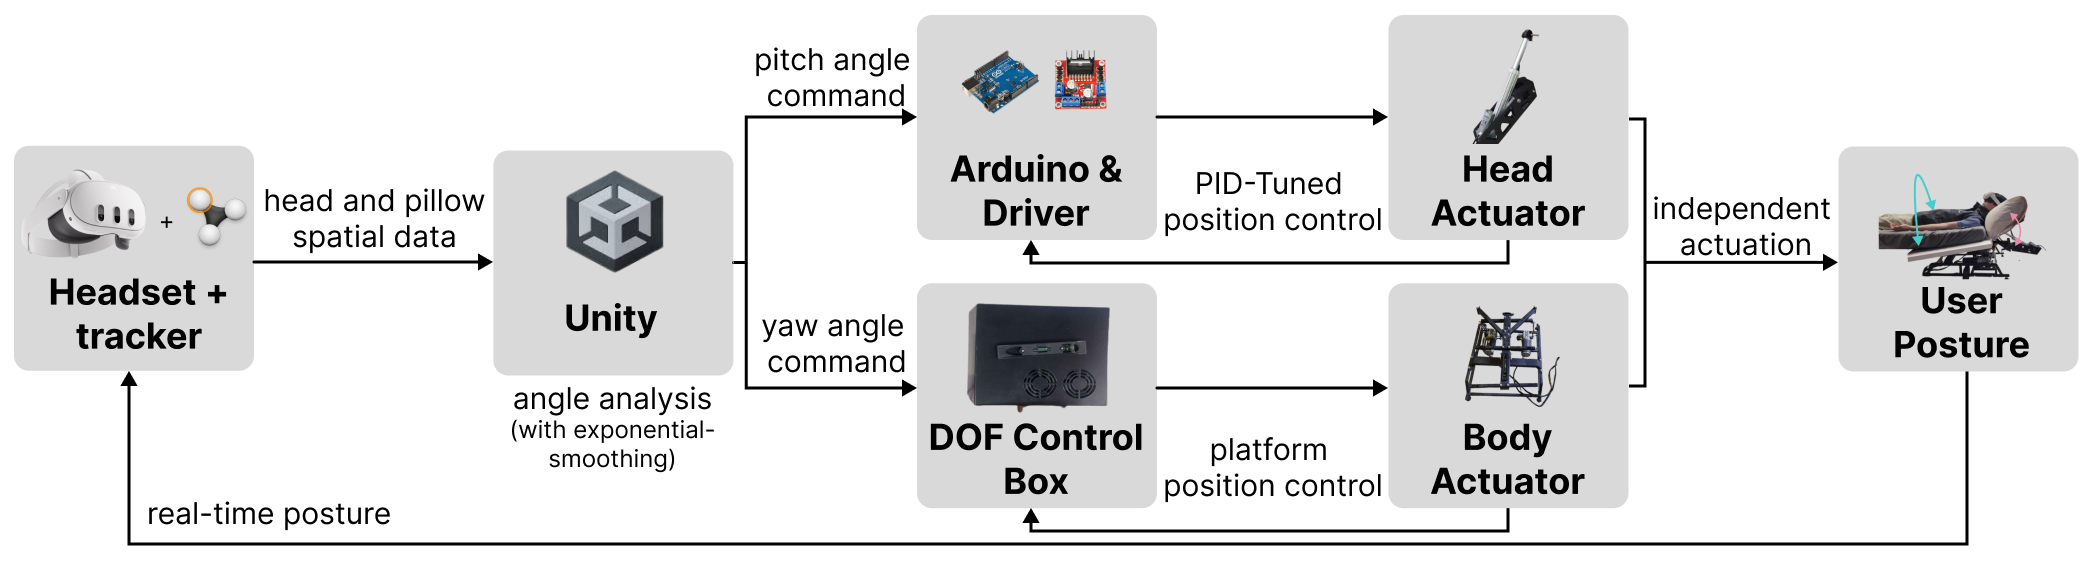 +
Headset +
tracker
head and pillow
spatial data
Unity
angle analysis
(with exponential-
smoothing)
pitch angle
command
yaw angle
command
Arduino &
Driver
DOF Control
Box
PID-Tuned
position control
platform
position control
Head
Actuator
Body
Actuator
independent
actuation
User
Posture
real-time posture